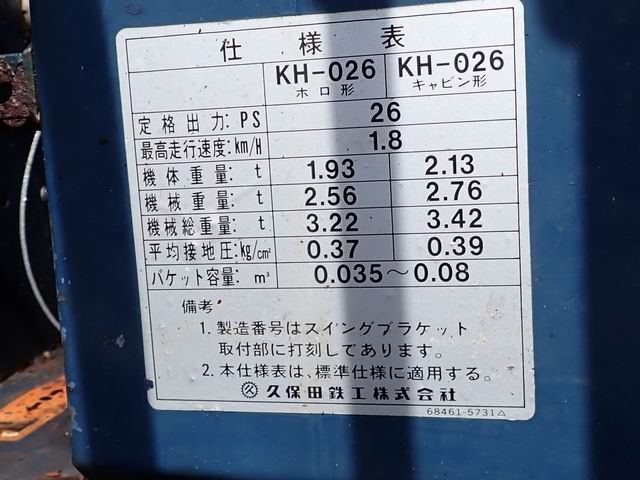 仕様表
KH-026 KH-026
ホロ形 キャビン形
定格出力: PS 26
最高走行速度: km/H 1.8
機体重量: t 1.93 2.13
機械重量: t 2.56 2.76
機械総重量: t 3.22 3.42
平均接地圧: kg/cm² 0.37 0.39
バケット容量: m³ 0.035～0.08
備考
1. 製造番号はスイングブラケット
取付部に打刻してあります。
2. 本仕様表は、標準仕様に適用する。
久保田鉄工株式会社
68461-5731△